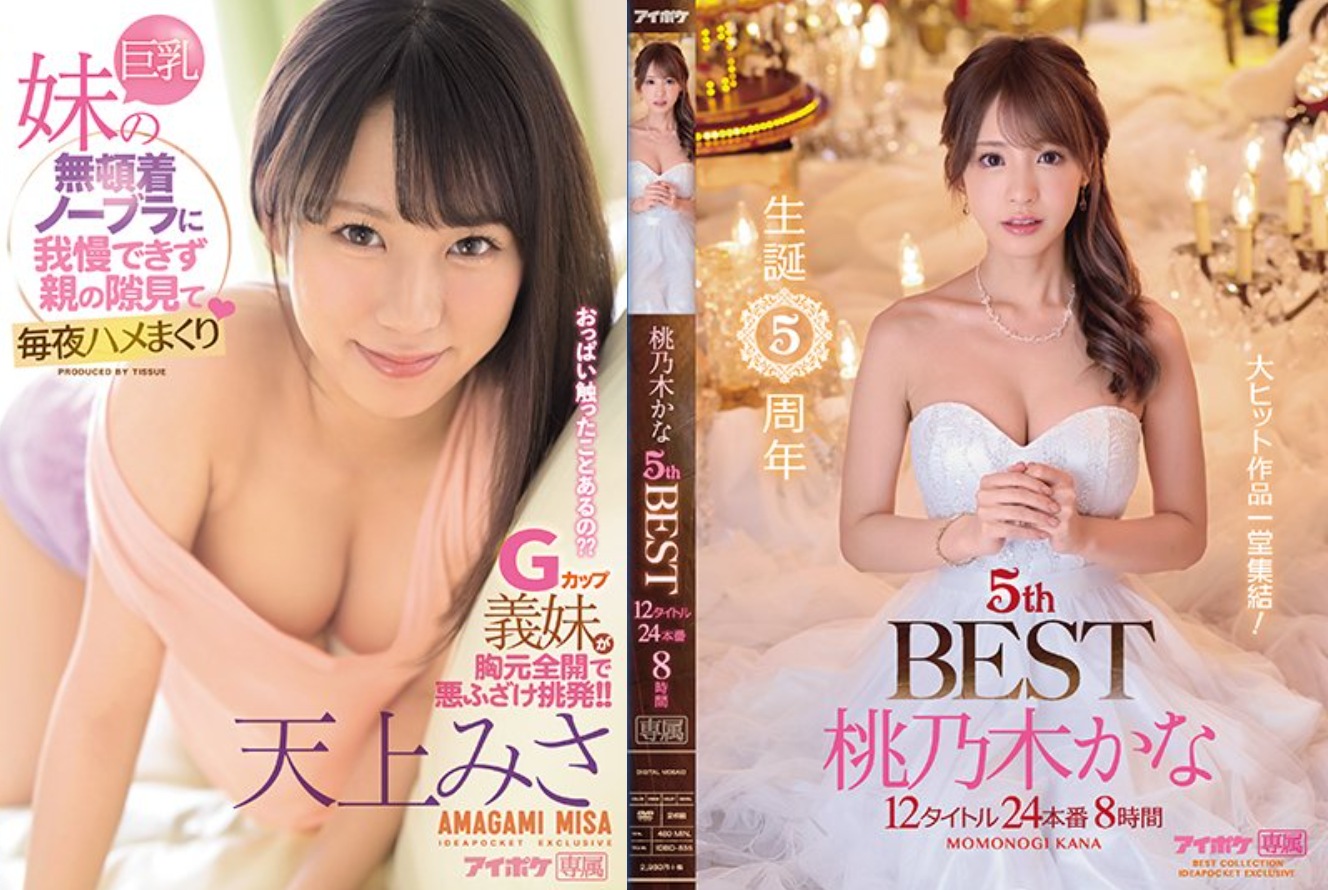 巨乳
妹の
無頓着
ノーブラに
我慢できず
親の隙見て
毎夜ハメまくり
PRODUCED BY TISSUE
おっぱい触ったことあるの??
Gカップ
義妹が
胸元全開で
悪ふざけ挑発!!
天上みさ
AMAGAMI MISA
IDEAPOCKET EXCLUSIVE
アイポケ 専属
アイポケ
桃乃木かな
5th
BEST
12タイトル
24本番
8時間
専属
DIGITAL MOSAIC
480 MIN.
生誕
5
周年
大ヒット作品一堂集結!
5th
BEST
桃乃木かな
12タイトル24本番8時間
MOMONOGI KANA
アイポケ 専属
BEST COLLECTION
IDEAPOCKET EXCLUSIVE